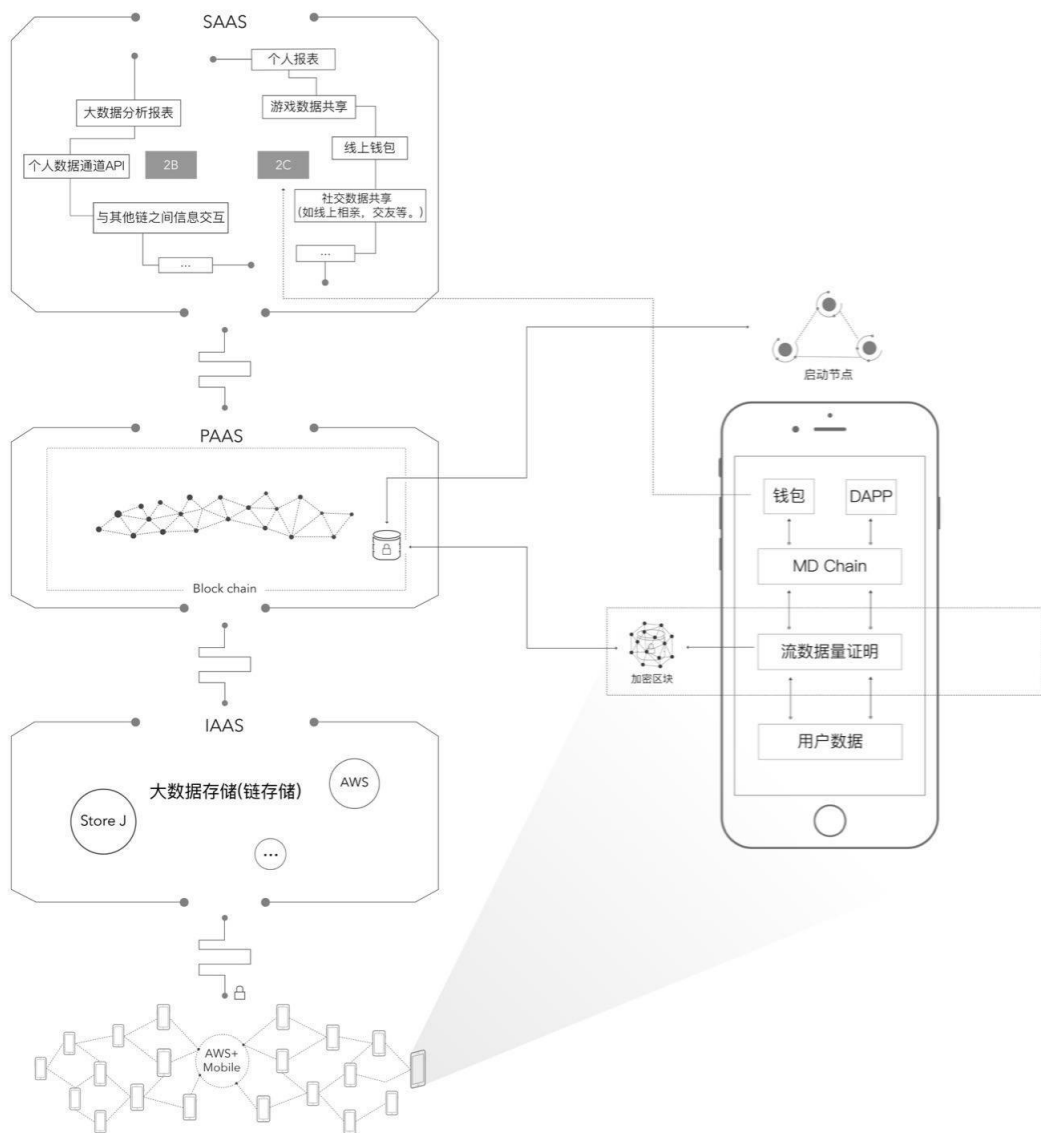 SAAS
个人报表
大数据分析报表
游戏数据共享
线上钱包
个人数据通道API
2B
2C
社交数据共享
(如线上相亲，交友等。)
与其他链之间信息交互
...
...
启动节点
PAAS
Block chain
钱包
DAPP
MD Chain
流数据量证明
加密区块
用户数据
IAAS
大数据存储(链存储)
AWS
Store J
...
AWS+
Mobile